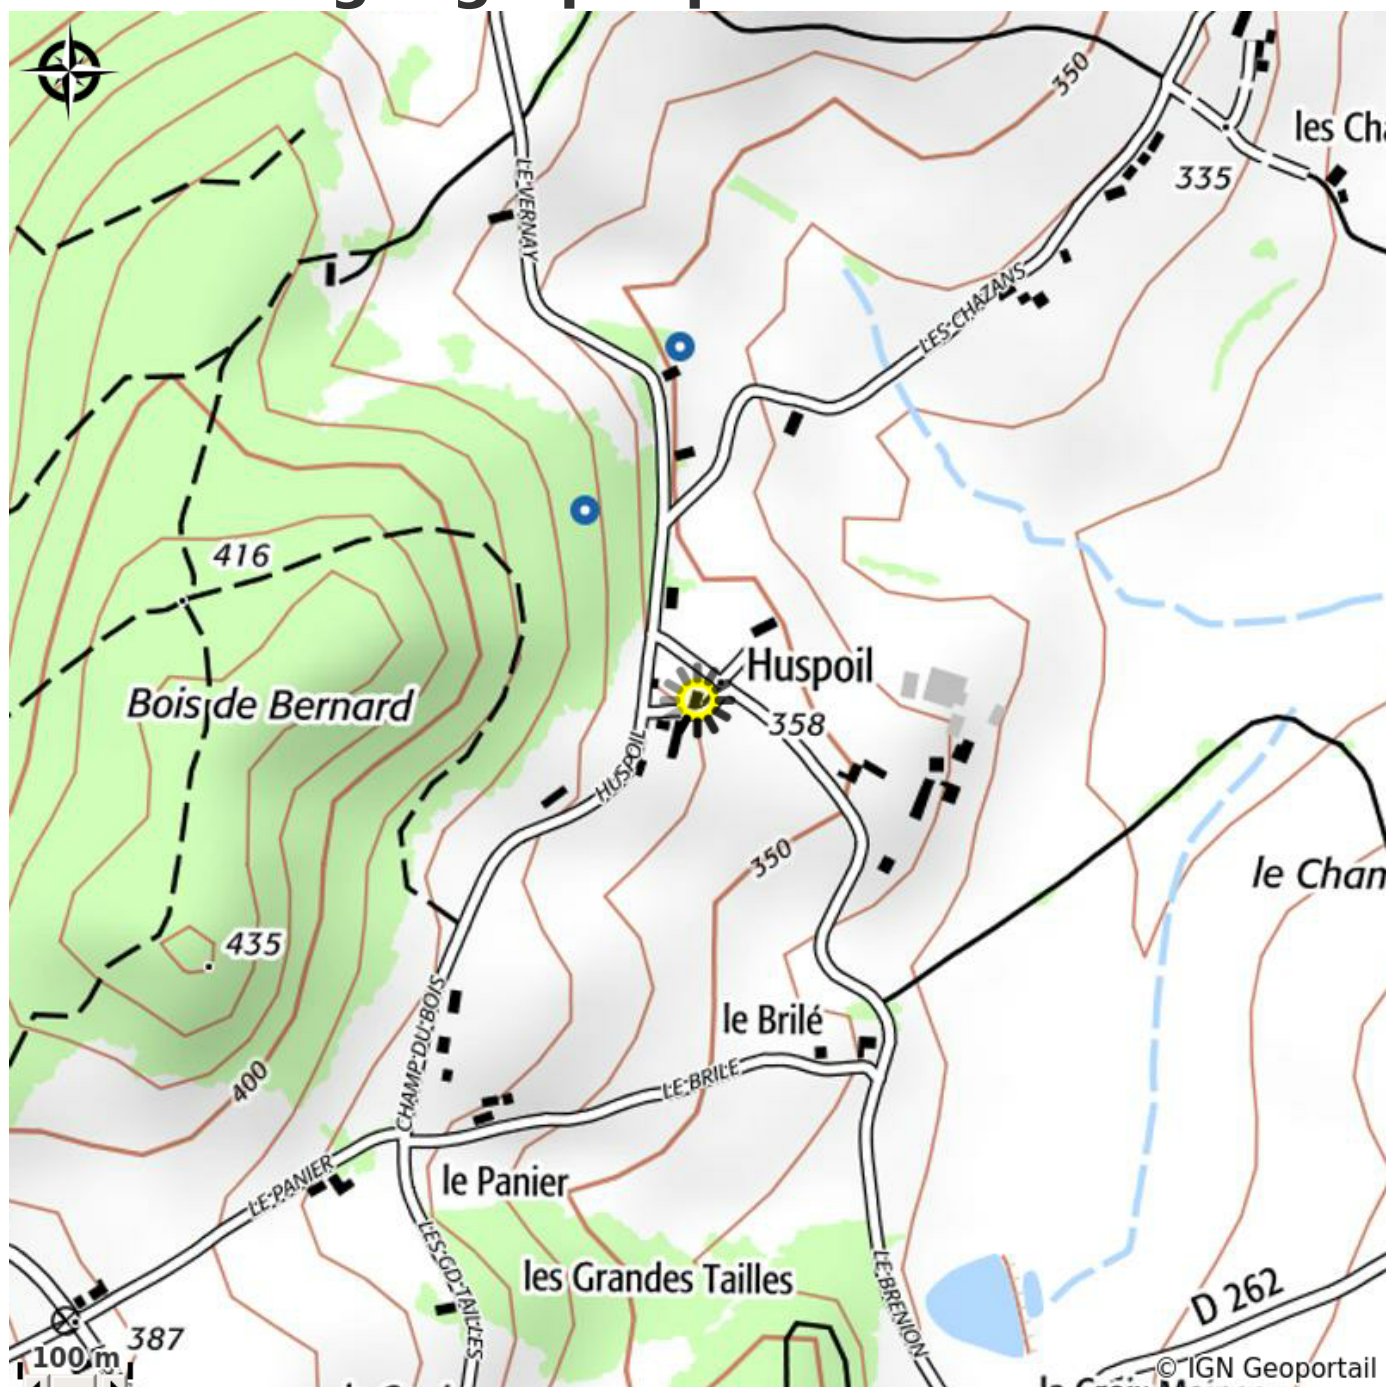 350
les Ch
335
LE VERNAY
LES CHAZANS
416
Huspoil
Bois de Bernard
358
HUSPOIL
350
le Cham
435
CHAMP DU BOIS
le Brilé
400
LE BRILE
LE PANIER
le Panier
LES GD TAILLES
les Grandes Tailles
LE BRENION
D 262
387
100 m
© IGN Geoportail